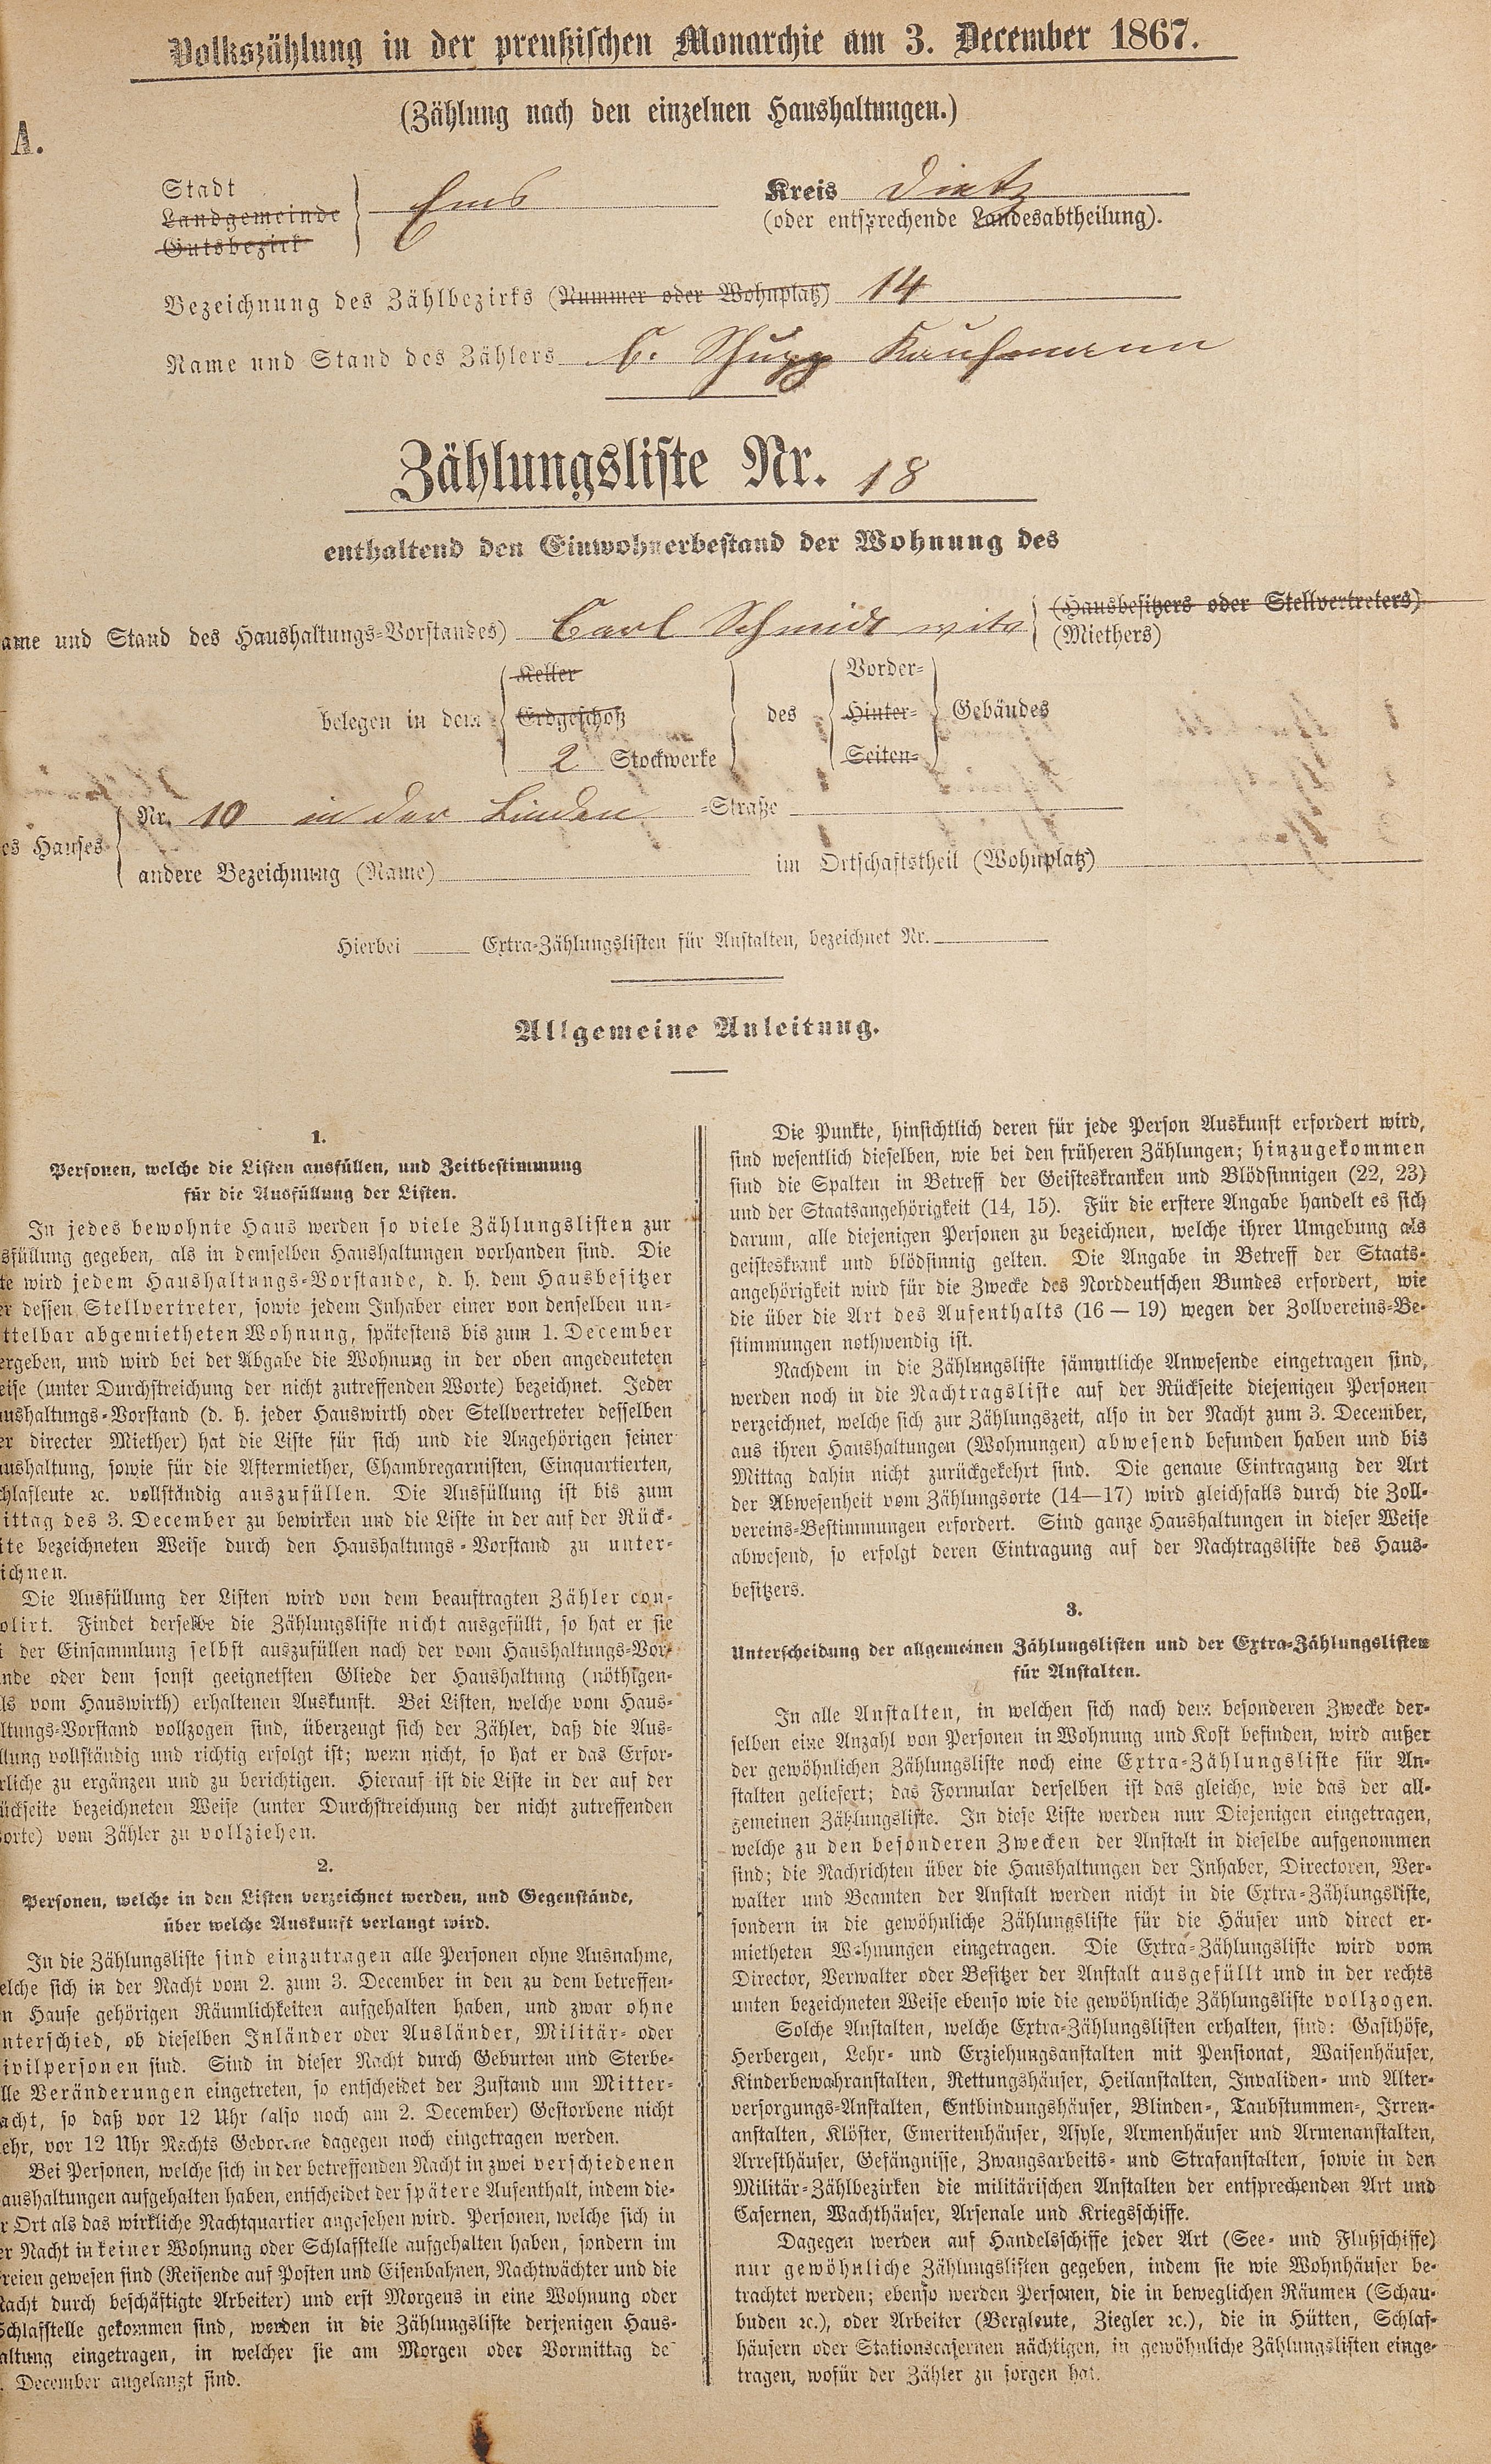 Volkszählung in der preußischen Monarchie am 3. December 1867.
(Zählung nach den einzelnen Haushaltungen.)
A.
Stadt
Landgemeinde
Gutsbezirk
Ems
Kreis Dietz
(oder entsprechende Landesabtheilung).
Bezeichnung des Zählbezirks (Nummer oder Wohnplatz) 14
Name und Stand des Zählers C. Schupp Kaufmann
Zählungsliste Nr. 18
enthaltend den Einwohnerbestand der Wohnung des
ame und Stand des Haushaltungs-Vorstandes) Carl Schmidt
(Hausbesitzers oder Stellvertreters)
(Miethers)
belegen in dem
Keller
Erdgeschoß
2 Stockwerke
des
Vorder-
Hinter-
Seiten-
Gebäudes
es Hauses
Nr. 10 in der Linden -Straße
andere Bezeichnung (Name) im Ortschaftstheil (Wohnplatz)
Hierbei Extra-Zählungslisten für Anstalten, bezeichnet Nr.
Allgemeine Anleitung.
1.
Personen, welche die Listen ausfüllen, und Zeitbestimmung
für die Ausfüllung der Listen.
In jedes bewohnte Haus werden so viele Zählungslisten zur
sfüllung gegeben, als in demselben Haushaltungen vorhanden sind. Die
te wird jedem Haushaltungs-Vorstande, d. h. dem Hausbesitzer
er dessen Stellvertreter, sowie jedem Inhaber einer von denselben un-
ttelbar abgemietheten Wohnung, spätestens bis zum 1. December
ergeben, und wird bei der Abgabe die Wohnung in der oben angedeuteten
eise (unter Durchstreichung der nicht zutreffenden Worte) bezeichnet. Jeder
aushaltungs-Vorstand (d. h. jeder Hauswirth oder Stellvertreter desselben
er directer Miether) hat die Liste für sich und die Angehörigen seiner
aushaltung, sowie für die Aftermiether, Chambregarnisten, Einquartierten,
chlafleute ꝛc. vollständig auszufüllen. Die Ausfüllung ist bis zum
ittag des 3. December zu bewirken und die Liste in der auf der Rück-
ite bezeichneten Weise durch den Haushaltungs-Vorstand zu unter-
ichnen.
Die Ausfüllung der Listen wird von dem beauftragten Zähler con-
olirt. Findet derselbe die Zählungsliste nicht ausgefüllt, so hat er sie
i der Einsammlung selbst auszufüllen nach der vom Haushaltungs-Vor-
nde oder dem sonst geeignetsten Gliede der Haushaltung (nöthigen-
ls vom Hauswirth) erhaltenen Auskunft. Bei Listen, welche vom Haus-
ltungs-Vorstand vollzogen sind, überzeugt sich der Zähler, daß die Aus-
llung vollständig und richtig erfolgt ist; wenn nicht, so hat er das Erfor-
rliche zu ergänzen und zu berichtigen. Hierauf ist die Liste in der auf der
ückseite bezeichneten Weise (unter Durchstreichung der nicht zutreffenden
orte) vom Zähler zu vollziehen.
2.
Personen, welche in den Listen verzeichnet werden, und Gegenstände,
über welche Auskunft verlangt wird.
In die Zählungsliste sind einzutragen alle Personen ohne Ausnahme,
elche sich in der Nacht vom 2. zum 3. December in den zu dem betreffen-
n Hause gehörigen Räumlichkeiten aufgehalten haben, und zwar ohne
nterschied, ob dieselben Inländer oder Ausländer, Militär- oder
ivilpersonen sind. Sind in dieser Nacht durch Geburten und Sterbe-
lle Veränderungen eingetreten, so entscheidet der Zustand um Mitter-
acht, so daß vor 12 Uhr (also noch am 2. December) Gestorbene nicht
ehr, vor 12 Uhr Nachts Geborene dagegen noch eingetragen werden.
Bei Personen, welche sich in der betreffenden Nacht in zwei verschiedenen
aushaltungen aufgehalten haben, entscheidet der spätere Aufenthalt, indem die-
r Ort als das wirkliche Nachtquartier angesehen wird. Personen, welche sich in
er Nacht in keiner Wohnung oder Schlafstelle aufgehalten haben, sondern im
reien gewesen sind (Reisende auf Posten und Eisenbahnen, Nachtwächter und die
Nacht durch beschäftigte Arbeiter) und erst Morgens in eine Wohnung oder
Schlafstelle gekommen sind, werden in die Zählungsliste derjenigen Haus-
altung eingetragen, in welcher sie am Morgen oder Vormittag de
. December angelangt sind.
Die Punkte, hinsichtlich deren für jede Person Auskunft erfordert wird,
sind wesentlich dieselben, wie bei den früheren Zählungen; hinzugekommen
sind die Spalten in Betreff der Geisteskranken und Blödsinnigen (22, 23)
und der Staatsangehörigkeit (14, 15). Für die erstere Angabe handelt es sich
darum, alle diejenigen Personen zu bezeichnen, welche ihrer Umgebung als
geisteskrank und blödsinnig gelten. Die Angabe in Betreff der Staats-
angehörigkeit wird für die Zwecke des Norddeutschen Bundes erfordert, wie
die über die Art des Aufenthalts (16 — 19) wegen der Zollvereins-Be-
stimmungen nothwendig ist.
Nachdem in die Zählungsliste sämmtliche Anwesende eingetragen sind,
werden noch in die Nachtragsliste auf der Rückseite diejenigen Personen
verzeichnet, welche sich zur Zählungszeit, also in der Nacht zum 3. December,
aus ihren Haushaltungen (Wohnungen) abwesend befunden haben und bis
Mittag dahin nicht zurückgekehrt sind. Die genaue Eintragung der Art
der Abwesenheit vom Zählungsorte (14—17) wird gleichfalls durch die Zoll-
vereins-Bestimmungen erfordert. Sind ganze Haushaltungen in dieser Weise
abwesend, so erfolgt deren Eintragung auf der Nachtragsliste des Haus-
besitzers.
3.
Unterscheidung der allgemeinen Zählungslisten und der Extra-Zählungslisten
für Anstalten.
In alle Anstalten, in welchen sich nach dem besonderen Zwecke der-
selben eine Anzahl von Personen in Wohnung und Kost befinden, wird außer
der gewöhnlichen Zählungsliste noch eine Extra-Zählungsliste für An-
stalten geliefert; das Formular derselben ist das gleiche, wie das der all-
gemeinen Zählungsliste. In diese Liste werden nur Diejenigen eingetragen,
welche zu den besonderen Zwecken der Anstalt in dieselbe aufgenommen
sind; die Nachrichten über die Haushaltungen der Inhaber, Directoren, Ver-
walter und Beamten der Anstalt werden nicht in die Extra-Zählungsliste,
sondern in die gewöhnliche Zählungsliste für die Häuser und direct er-
mietheten Wohnungen eingetragen. Die Extra-Zählungsliste wird vom
Director, Verwalter oder Besitzer der Anstalt ausgefüllt und in der rechts
unten bezeichneten Weise ebenso wie die gewöhnliche Zählungsliste vollzogen.
Solche Anstalten, welche Extra-Zählungslisten erhalten, sind: Gasthöfe,
Herbergen, Lehr- und Erziehungsanstalten mit Pensionat, Waisenhäuser,
Kinderbewahranstalten, Rettungshäuser, Heilanstalten, Invaliden- und Alter-
versorgungs-Anstalten, Entbindungshäuser, Blinden-, Taubstummen-, Irren-
anstalten, Klöster, Emeritenhäuser, Asyle, Armenhäuser und Armenanstalten,
Arresthäuser, Gefängnisse, Zwangsarbeits- und Strafanstalten, sowie in den
Militär-Zählbezirken die militärischen Anstalten der entsprechenden Art und
Casernen, Wachthäuser, Arsenale und Kriegsschiffe.
Dagegen werden auf Handelsschiffe jeder Art (See- und Flußschiffe)
nur gewöhnliche Zählungslisten gegeben, indem sie wie Wohnhäuser be-
trachtet werden; ebenso werden Personen, die in beweglichen Räumen (Schau-
buden ꝛc.), oder Arbeiter (Bergleute, Ziegler ꝛc.), die in Hütten, Schlaf-
häusern oder Stationscasernen nächtigen, in gewöhnliche Zählungslisten einge-
tragen, wofür der Zähler zu sorgen hat.